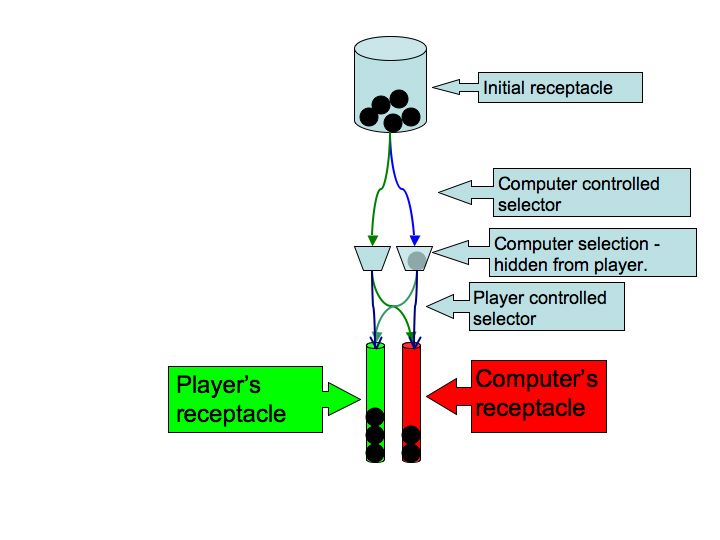 Initial receptacle
Computer controlled
selector
Computer selection -
hidden from player.
Player controlled
selector
Player’s
receptacle
Computer’s
receptacle